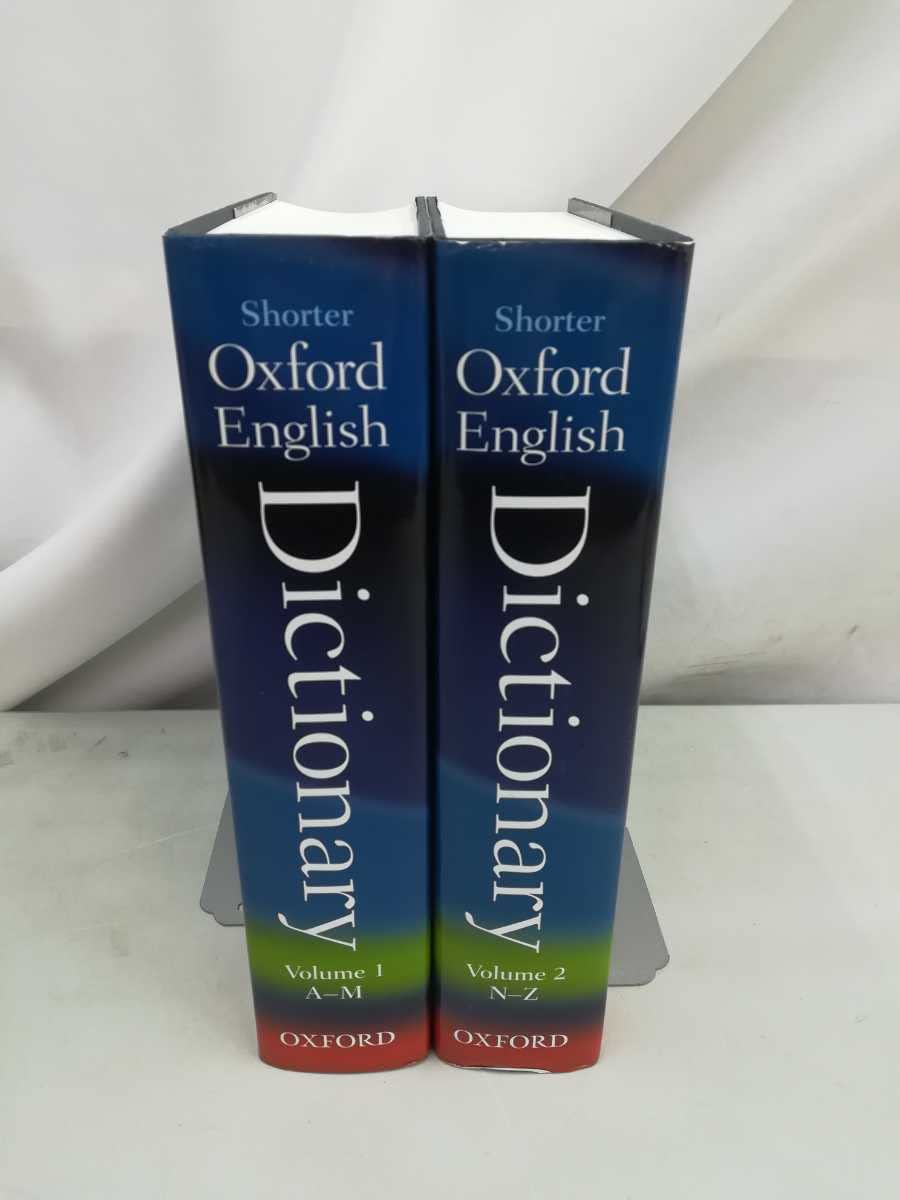 Shorter
Oxford
English
Dictionary
Volume 1
A–M
OXFORD
Shorter
Oxford
English
Dictionary
Volume 2
N–Z
OXFORD